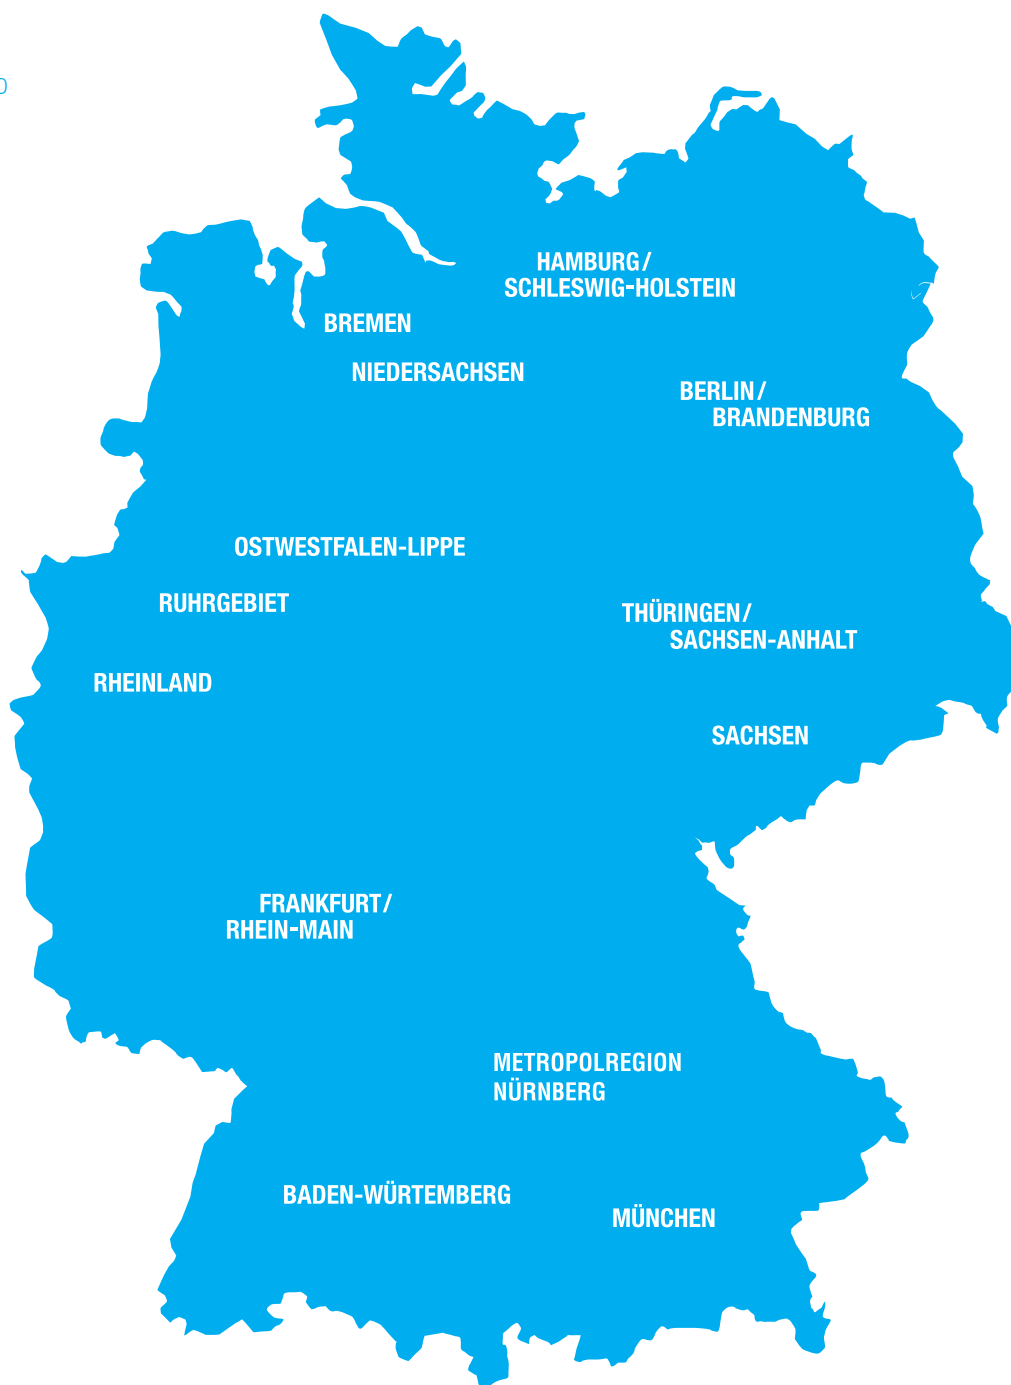 HAMBURG/
SCHLESWIG-HOLSTEIN
BREMEN
NIEDERSACHSEN
BERLIN/
BRANDENBURG
OSTWESTFALEN-LIPPE
RUHRGEBIET
THÜRINGEN/
SACHSEN-ANHALT
RHEINLAND
SACHSEN
FRANKFURT/
RHEIN-MAIN
METROPOLREGION
NÜRNBERG
BADEN-WÜRTEMBERG
MÜNCHEN